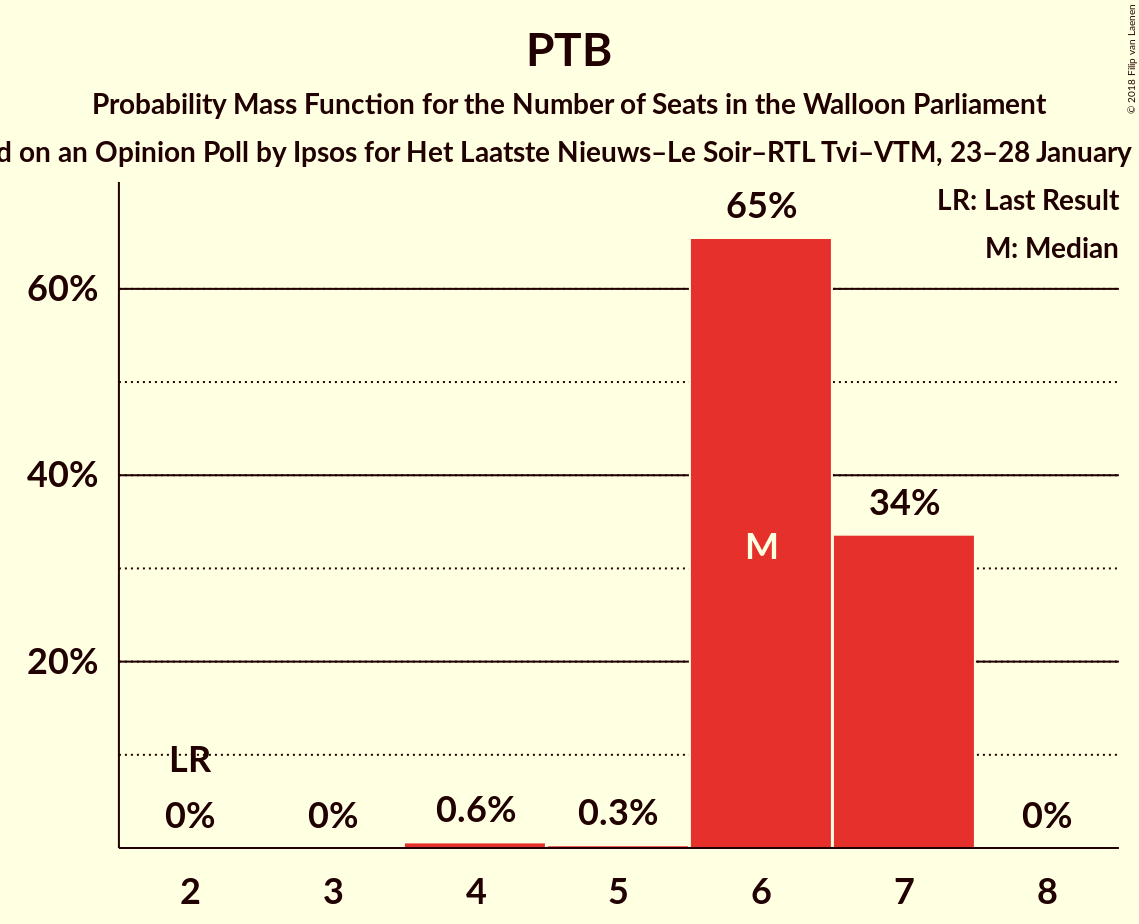 PTB
Probability Mass Function for the Number of Seats in the Walloon Parliament
on an Opinion Poll by Ipsos for Het Laatste Nieuws–Le Soir–RTL Tvi–VTM, 23–28 January
© 2018 Filip van Laenen
LR: Last Result
M: Median
65%
60%
34%
40%
M
20%
LR
0%
0%
0.6%
0.3%
0%
2
3
4
5
6
7
8